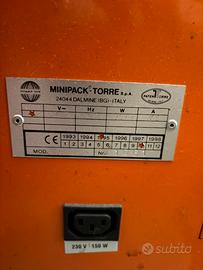 MINIPACK®-TORRE S.p.A.
24044 DALMINE (BG) - ITALY
V~ Hz W A
CE 1993 1994 1995 1996 1997 1998
1 2 3 4 5 6 7 8 9 10 11 12
MOD.
230 V 150 W
subito